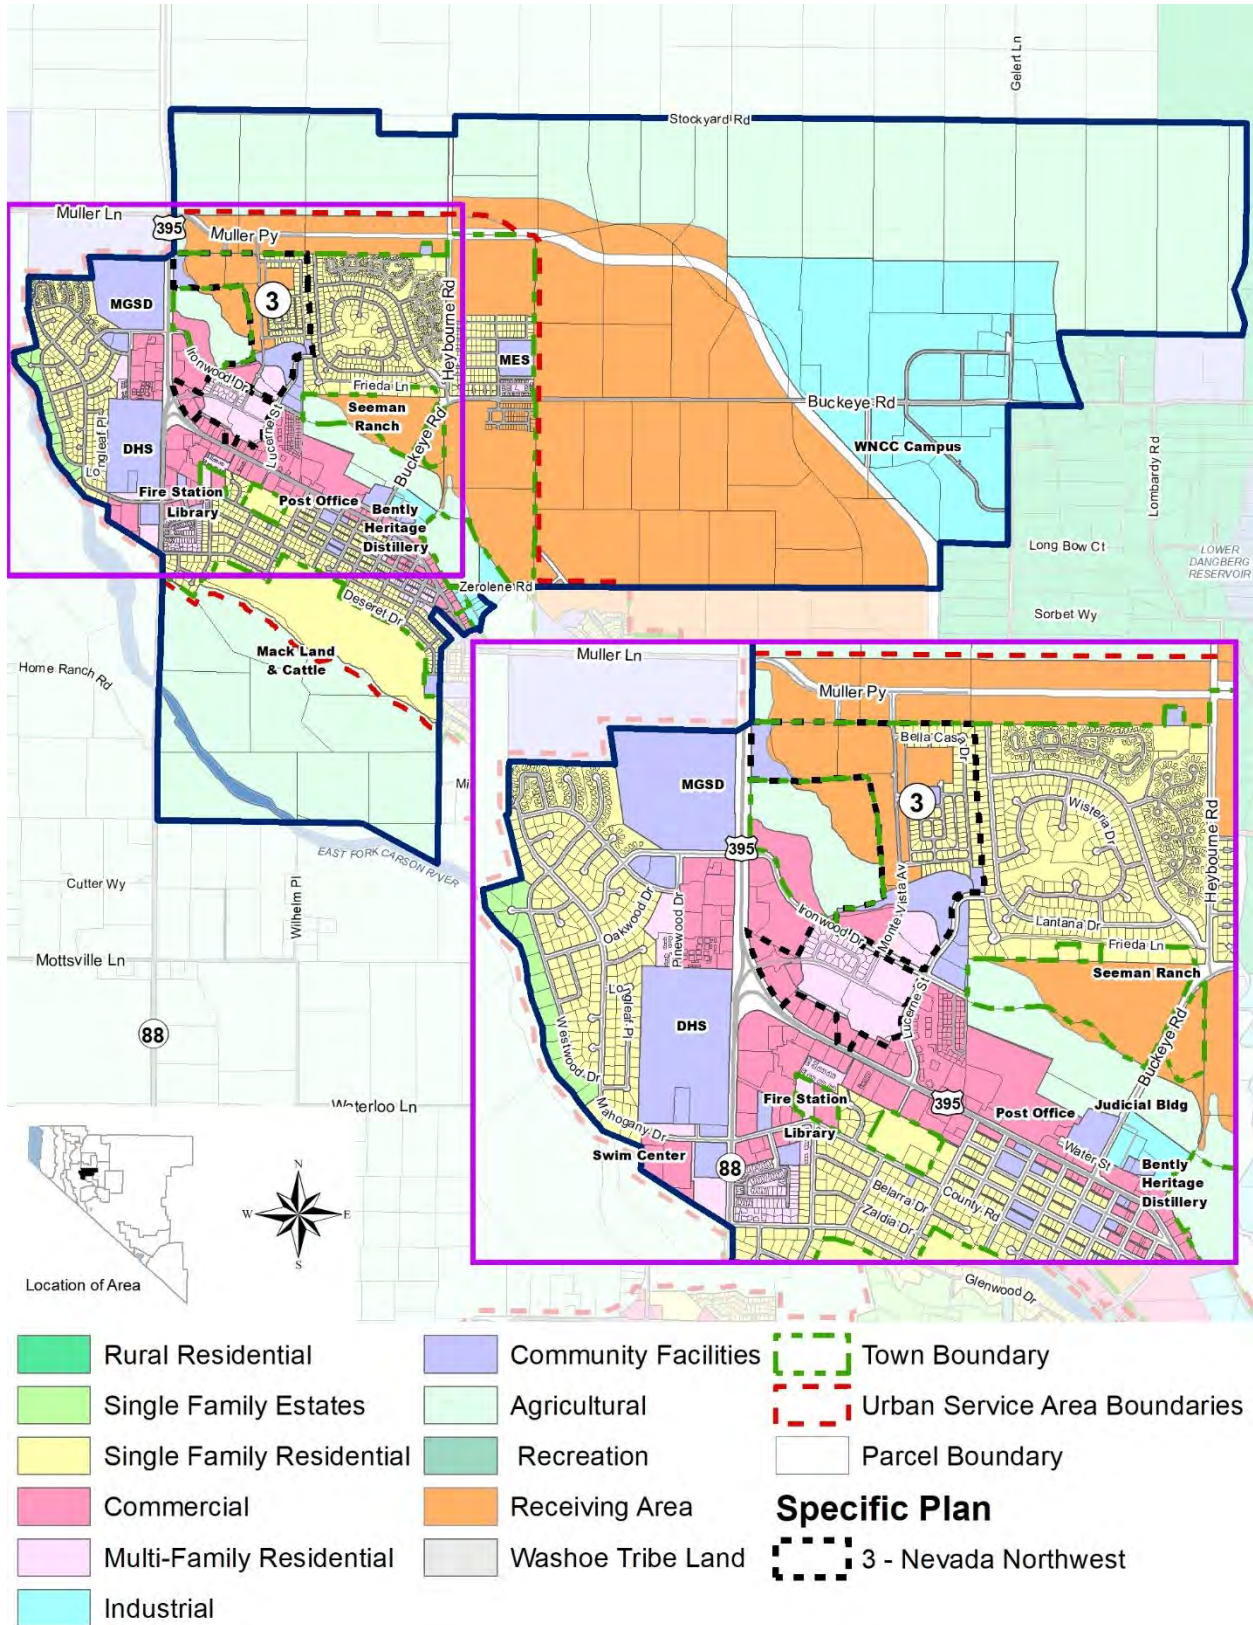 Gelert Ln
Stockyard Rd
Muller Ln
395
Muller Py
MGSD
3
Heybourne Rd
MES
Ironwood Dr
Frieda Ln
Buckeye Rd
Seeman
Ranch
Lucerne St
WNCC Campus
Lombardy Rd
Longleaf Pl
DHS
Buckeye Rd
Fire Station
Library
Post Office
Bently
Heritage
Distillery
Long Bow Ct
LOWER
DANGBERG
RESERVOIR
Zerolene Rd
Deseret Dr
Sorbet Wy
Mack Land
& Cattle
Home Ranch Rd
Mi
EAST FORK CARSON RIVER
Cutter Wy
Wilhelm Pl
Mottsville Ln
88
Waterloo Ln
Muller Ln
Muller Py
Bella Casa Dr
MGSD
3
395
Wisteria Dr
Heybourne Rd
Oakwood Dr
Pinewood Dr
Ironwood Dr
Monte Vista Av
Lantana Dr
Frieda Ln
Seeman Ranch
Longleaf Pl
DHS
Lucerne St
Buckeye Rd
Westwood Dr
Mahogany Dr
Fire Station
395
Post Office
Judicial Bldg
Library
Swim Center
88
Water St
Bently
Heritage
Distillery
Belarra Dr
County Rd
Zaldia Dr
Glenwood Dr
N
W
E
S
Location of Area
Rural Residential
Single Family Estates
Single Family Residential
Commercial
Multi-Family Residential
Industrial
Community Facilities
Agricultural
Recreation
Receiving Area
Washoe Tribe Land
Town Boundary
Urban Service Area Boundaries
Parcel Boundary
Specific Plan
3 - Nevada Northwest